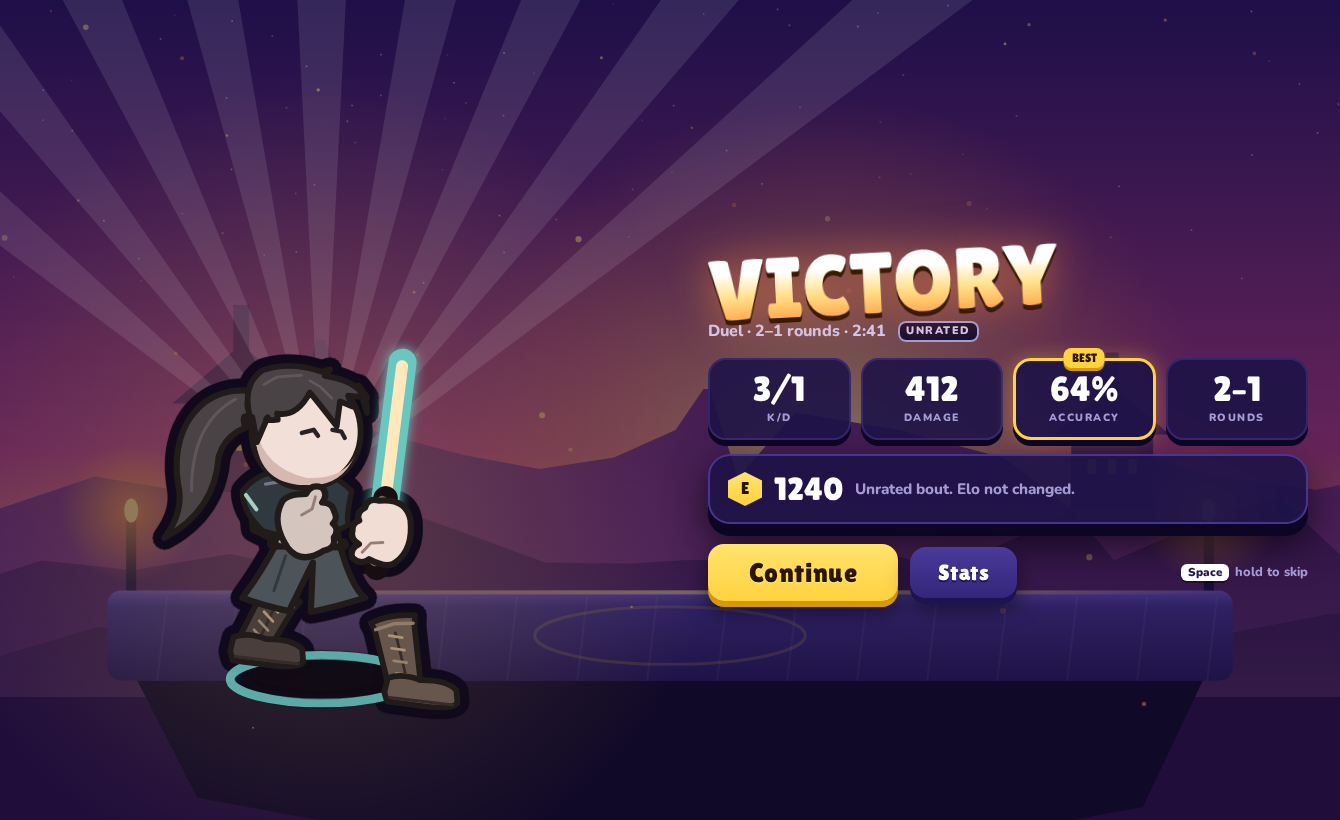 VICTORY
Duel · 2–1 rounds · 2:41 UNRATED
BEST
3/1 412 64% 2–1
K/D DAMAGE ACCURACY ROUNDS
E 1240 Unrated bout. Elo not changed.
Continue Stats Space hold to skip